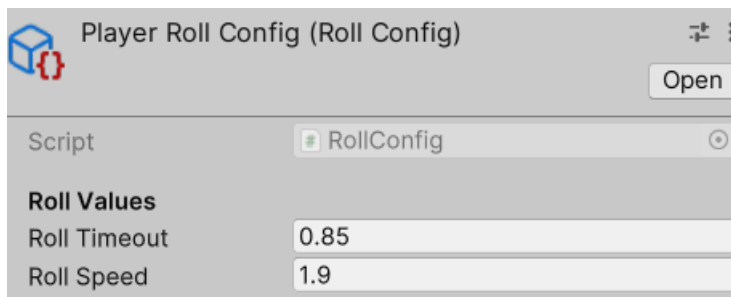 Player Roll Config (Roll Config)
Open
Script
RollConfig
Roll Values
Roll Timeout
0.85
Roll Speed
1.9